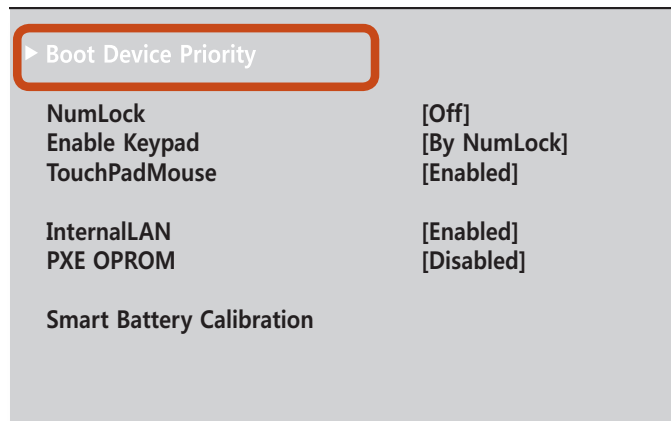 Boot Device Priority
NumLock [Off]
Enable Keypad [By NumLock]
TouchPadMouse [Enabled]
InternalLAN [Enabled]
PXE OPROM [Disabled]
Smart Battery Calibration